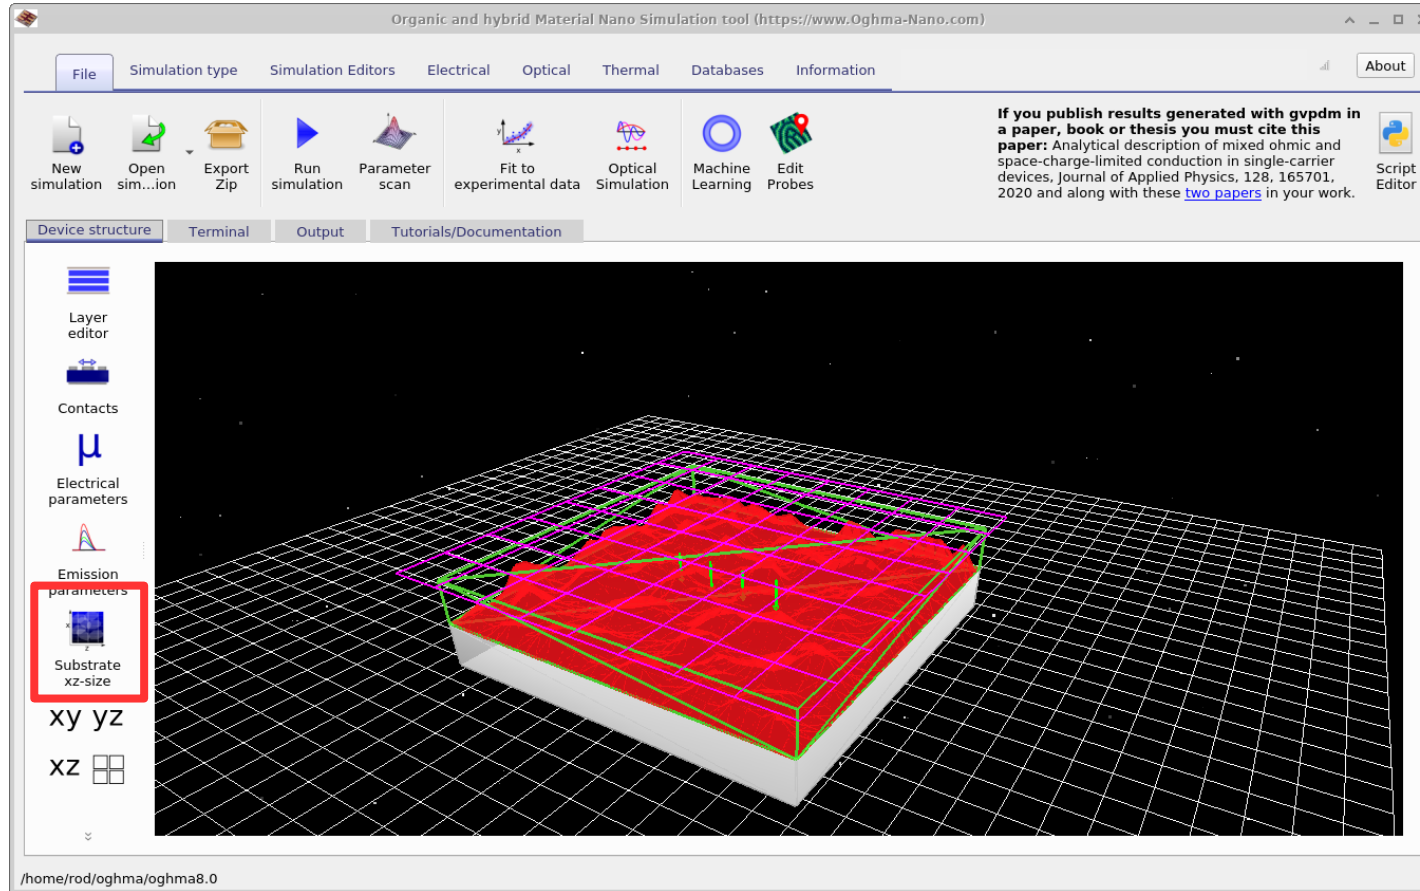 Organic and hybrid Material Nano Simulation tool (https://www.Oghma-Nano.com)
File Simulation type Simulation Editors Electrical Optical Thermal Databases Information About
New simulation
Open sim...ion
Export Zip
Run simulation
Parameter scan
y
x
Fit to experimental data
Optical Simulation
Machine Learning
Edit Probes
If you publish results generated with gvpdm in
a paper, book or thesis you must cite this
paper: Analytical description of mixed ohmic and
space-charge-limited conduction in single-carrier
devices, Journal of Applied Physics, 128, 165701,
2020 and along with these two papers in your work.
Script
Editor
Device structure Terminal Output Tutorials/Documentation
Layer
editor
Contacts
μ
Electrical
parameters
Emission
parameters
x
z
Substrate
xz-size
xy yz
xz
/home/rod/oghma/oghma8.0